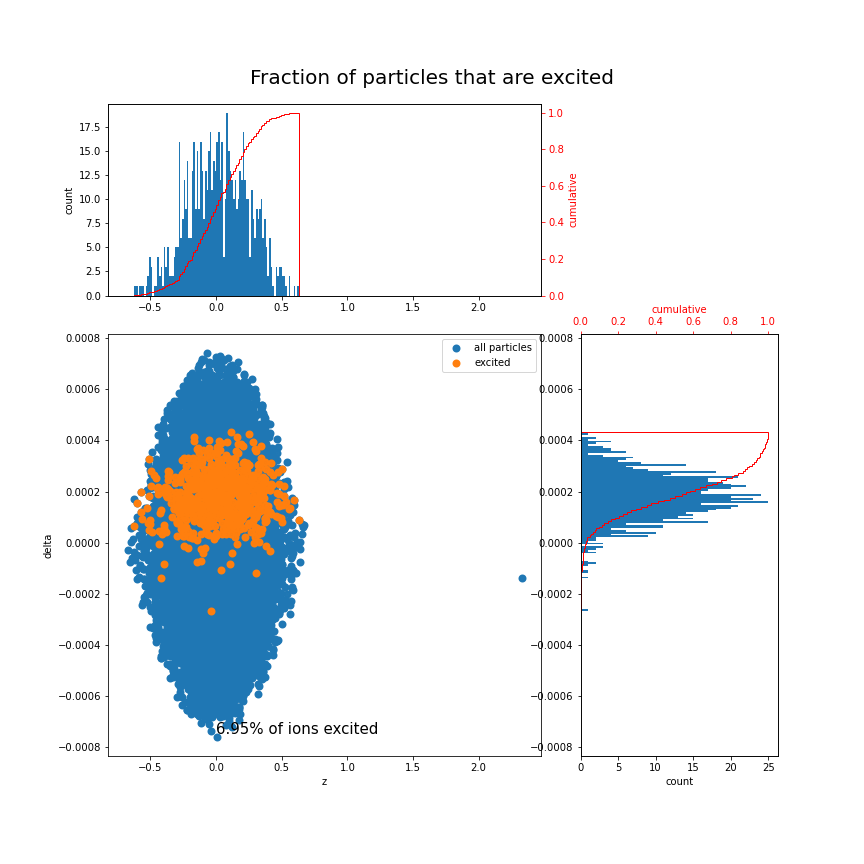 Fraction of particles that are excited
17.5
15.0
12.5
10.0
7.5
5.0
2.5
0.0
count
1.0
0.8
0.6
0.4
0.2
0.0
cumulative
−0.5 0.0 0.5 1.0 1.5 2.0
cumulative
0.0 0.2 0.4 0.6 0.8 1.0
0.0008
0.0006
0.0004
0.0002
0.0000
−0.0002
−0.0004
−0.0006
−0.0008
delta
all particles
excited
6.95% of ions excited
−0.5 0.0 0.5 1.0 1.5 2.0
z
0.0008
0.0006
0.0004
0.0002
0.0000
−0.0002
−0.0004
−0.0006
−0.0008
0 5 10 15 20 25
count